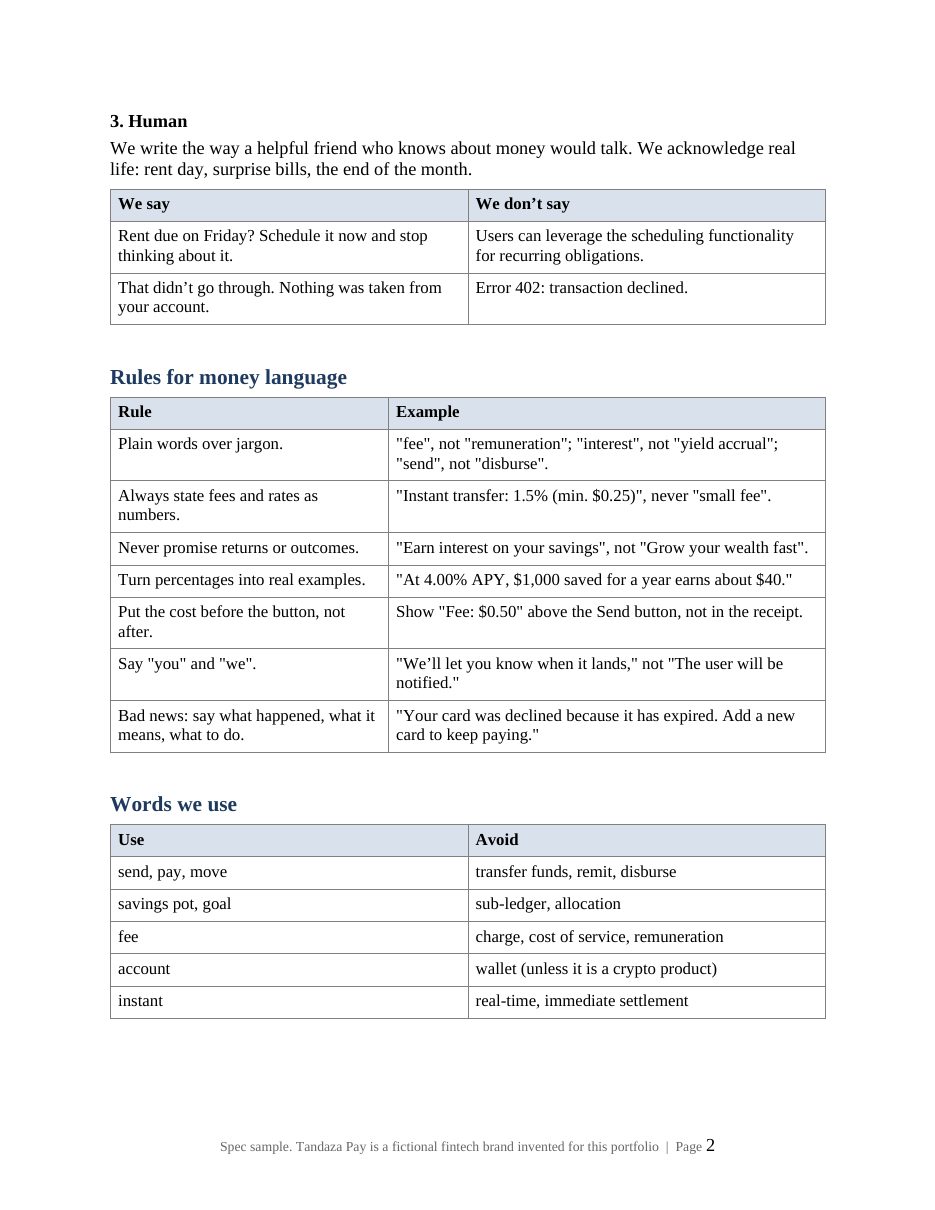 3. Human
We write the way a helpful friend who knows about money would talk. We acknowledge real
life: rent day, surprise bills, the end of the month.
We say
We don’t say
Rent due on Friday? Schedule it now and stop
thinking about it.
Users can leverage the scheduling functionality
for recurring obligations.
That didn’t go through. Nothing was taken from
your account.
Error 402: transaction declined.
Rules for money language
Rule
Example
Plain words over jargon.
"fee", not "remuneration"; "interest", not "yield accrual";
"send", not "disburse".
Always state fees and rates as
numbers.
"Instant transfer: 1.5% (min. $0.25)", never "small fee".
Never promise returns or outcomes.
"Earn interest on your savings", not "Grow your wealth fast".
Turn percentages into real examples.
"At 4.00% APY, $1,000 saved for a year earns about $40."
Put the cost before the button, not
after.
Show "Fee: $0.50" above the Send button, not in the receipt.
Say "you" and "we".
"We’ll let you know when it lands," not "The user will be
notified."
Bad news: say what happened, what it
means, what to do.
"Your card was declined because it has expired. Add a new
card to keep paying."
Words we use
Use
Avoid
send, pay, move
transfer funds, remit, disburse
savings pot, goal
sub-ledger, allocation
fee
charge, cost of service, remuneration
account
wallet (unless it is a crypto product)
instant
real-time, immediate settlement
Spec sample. Tandaza Pay is a fictional fintech brand invented for this portfolio | Page 2